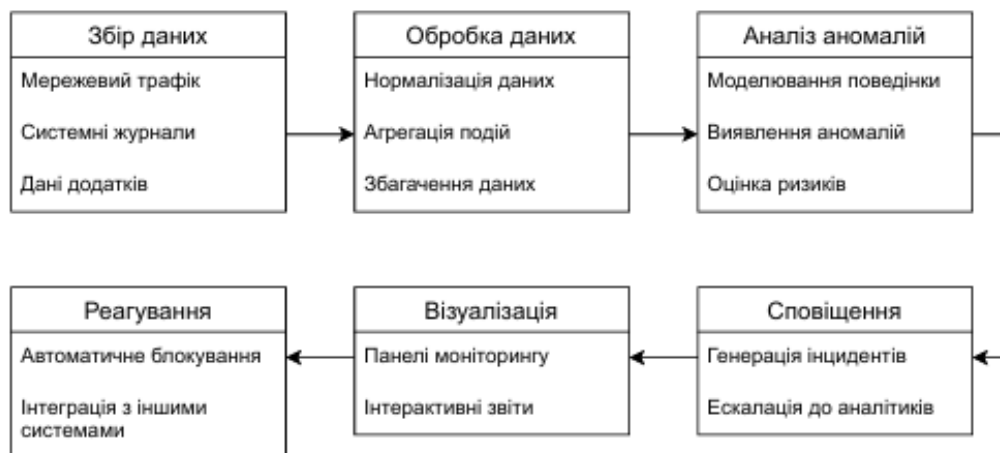 Збір даних
Мережевий трафік
Системні журнали
Дані додатків
Обробка даних
Нормалізація даних
Агрегація подій
Збагачення даних
Аналіз аномалій
Моделювання поведінки
Виявлення аномалій
Оцінка ризиків
Реагування
Автоматичне блокування
Інтеграція з іншими
системами
Візуалізація
Панелі моніторингу
Інтерактивні звіти
Сповіщення
Генерація інцидентів
Ескалація до аналітиків